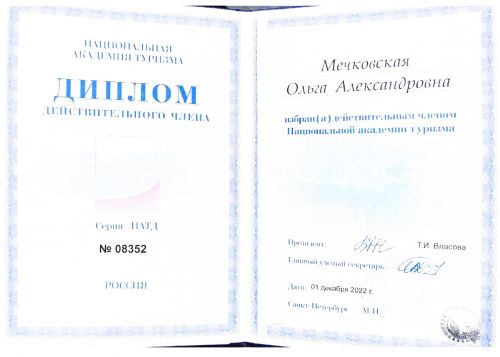 НАЦИОНАЛЬНАЯ
АКАДЕМИЯ ТУРИЗМА
ДИПЛОМ
ДЕЙСТВИТЕЛЬНОГО ЧЛЕНА
Серия НАТД
№ 08352
РОССИЯ
Мечковская
Ольга Александровна
избран(а) действительным членом
Национальной академии туризма
Президент Т.И. Власова
Главный ученый секретарь
Дата: 01 декабря 2022 г.
Санкт-Петербург М.П.